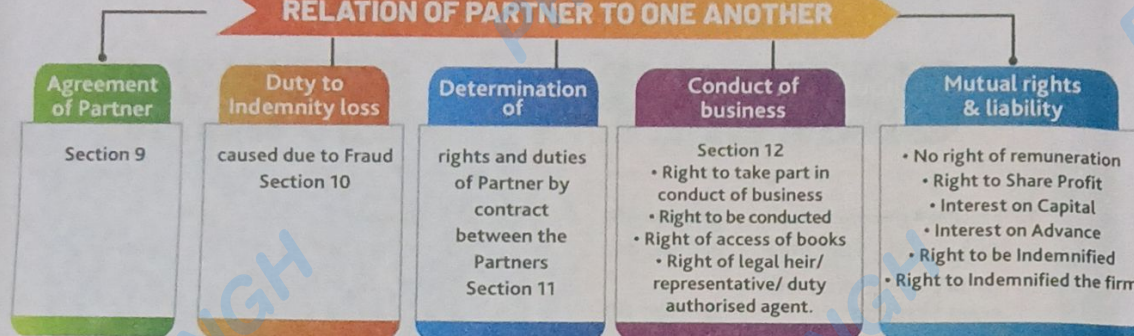 RELATION OF PARTNER TO ONE ANOTHER
Agreement
of Partner
Section 9
Duty to
Indemnity loss
caused due to Fraud
Section 10
Determination
of
rights and duties
of Partner by
contract
between the
Partners
Section 11
Conduct of
business
Section 12
• Right to take part in
conduct of business
• Right to be conducted
• Right of access of books
• Right of legal heir/
representative/ duty
authorised agent.
Mutual rights
& liability
• No right of remuneration
• Right to Share Profit
• Interest on Capital
• Interest on Advance
• Right to be Indemnified
• Right to Indemnified the firm